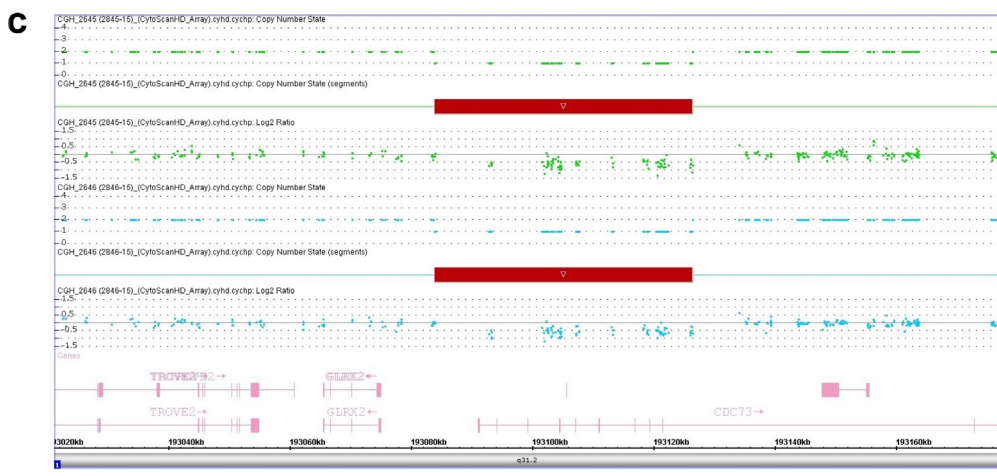 c
CGH_2645 (2845-15)_(CytoScanHD_Array).cyhd.cychp: Copy Number State
4
3
2
1
0
CGH_2645 (2845-15)_(CytoScanHD_Array).cyhd.cychp: Copy Number State (segments)
CGH_2645 (2845-15)_(CytoScanHD_Array).cyhd.cychp: Log2 Ratio
1.5
0.5
-0.5
-1.5
CGH_2646 (2846-15)_(CytoScanHD_Array).cyhd.cychp: Copy Number State
4
3
2
1
0
CGH_2646 (2846-15)_(CytoScanHD_Array).cyhd.cychp: Copy Number State (segments)
CGH_2646 (2846-15)_(CytoScanHD_Array).cyhd.cychp: Log2 Ratio
1.5
0.5
-0.5
-1.5
Genes
TROVE2 GLRX2
TROVE2 GLRX2 CDC73
93020kb 193040kb 193060kb 193080kb 193100kb 193120kb 193140kb 193160kb
1 q31.2